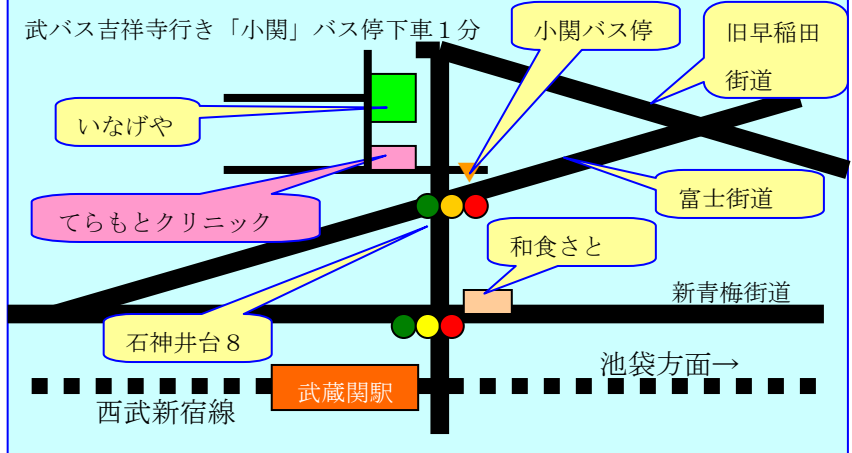 武バス吉祥寺行き「小関」バス停下車１分
小関バス停
旧早稲田
街道
いなげや
てらもとクリニック
富士街道
和食さと
新青梅街道
石神井台８
池袋方面→
武蔵関駅
西武新宿線